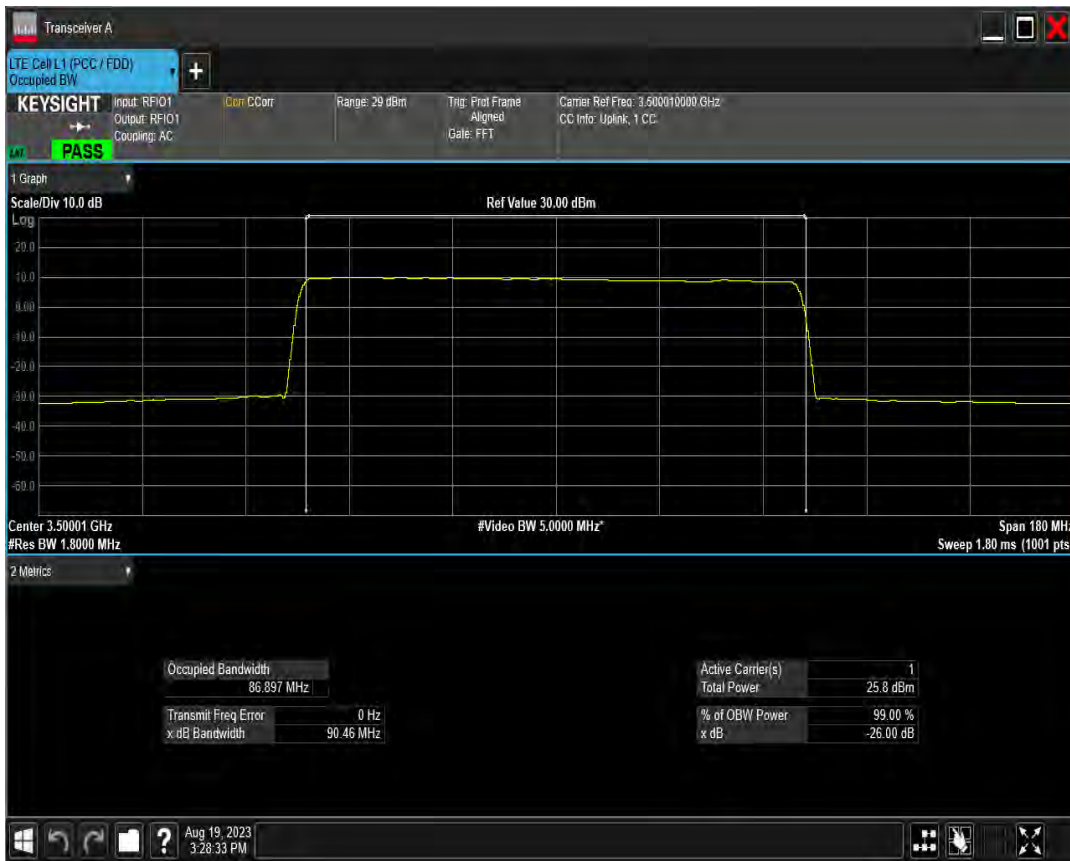 Transceiver A
LTE Cell L1 (PCC / FDD)
Occupied BW
+
KEYSIGHT
Input: RFIO1
Output: RFIO1
Coupling: AC
Corr CCorr
Range: 29 dBm
Trig: Prot Frame
Aligned
Gate: FFT
Carrier Ref Freq: 3.500010000 GHz
CC Info: Uplink, 1 CC
PASS
1 Graph
Scale/Div 10.0 dB
Ref Value 30.00 dBm
Log
20.0
10.0
0.00
-10.0
-20.0
-30.0
-40.0
-50.0
-60.0
Center 3.50001 GHz
#Video BW 5.0000 MHz*
Span 180 MHz
#Res BW 1.8000 MHz
Sweep 1.80 ms (1001 pts
2 Metrics
Occupied Bandwidth
86.897 MHz
Transmit Freq Error 0 Hz
x dB Bandwidth 90.46 MHz
Active Carrier(s) 1
Total Power 25.8 dBm
% of OBW Power 99.00 %
x dB -26.00 dB
?
Aug 19, 2023
3:28:33 PM